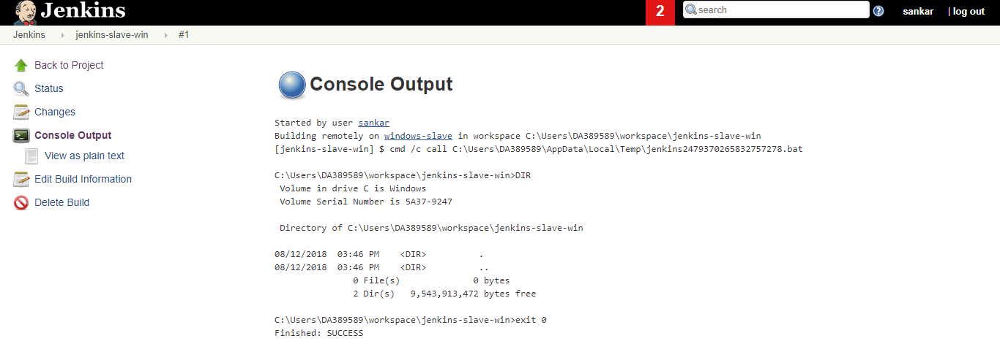 Jenkins
2
search
sankar
| log out
Jenkins
jenkins-slave-win
#1
Back to Project
Status
Changes
Console Output
View as plain text
Edit Build Information
Delete Build
Console Output
Started by user sankar
Building remotely on windows-slave in workspace C:\Users\DA389589\workspace\jenkins-slave-win
[jenkins-slave-win] $ cmd /c call C:\Users\DA389589\AppData\Local\Temp\jenkins2479370265832757278.bat
C:\Users\DA389589\workspace\jenkins-slave-win>DIR
Volume in drive C is Windows
Volume Serial Number is 5A37-9247
Directory of C:\Users\DA389589\workspace\jenkins-slave-win
08/12/2018  03:46 PM    <DIR>          .
08/12/2018  03:46 PM    <DIR>          ..
0 File(s)              0 bytes
2 Dir(s)   9,543,913,472 bytes free
C:\Users\DA389589\workspace\jenkins-slave-win>exit 0
Finished: SUCCESS